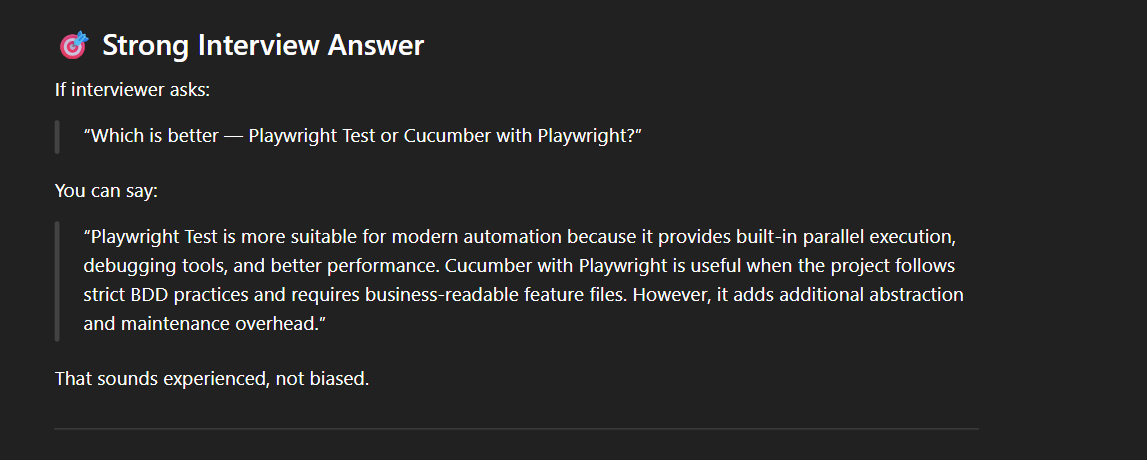 🎯 Strong Interview Answer
If interviewer asks:
“Which is better — Playwright Test or Cucumber with Playwright?”
You can say:
“Playwright Test is more suitable for modern automation because it provides built-in parallel execution,
debugging tools, and better performance. Cucumber with Playwright is useful when the project follows
strict BDD practices and requires business-readable feature files. However, it adds additional abstraction
and maintenance overhead.”
That sounds experienced, not biased.